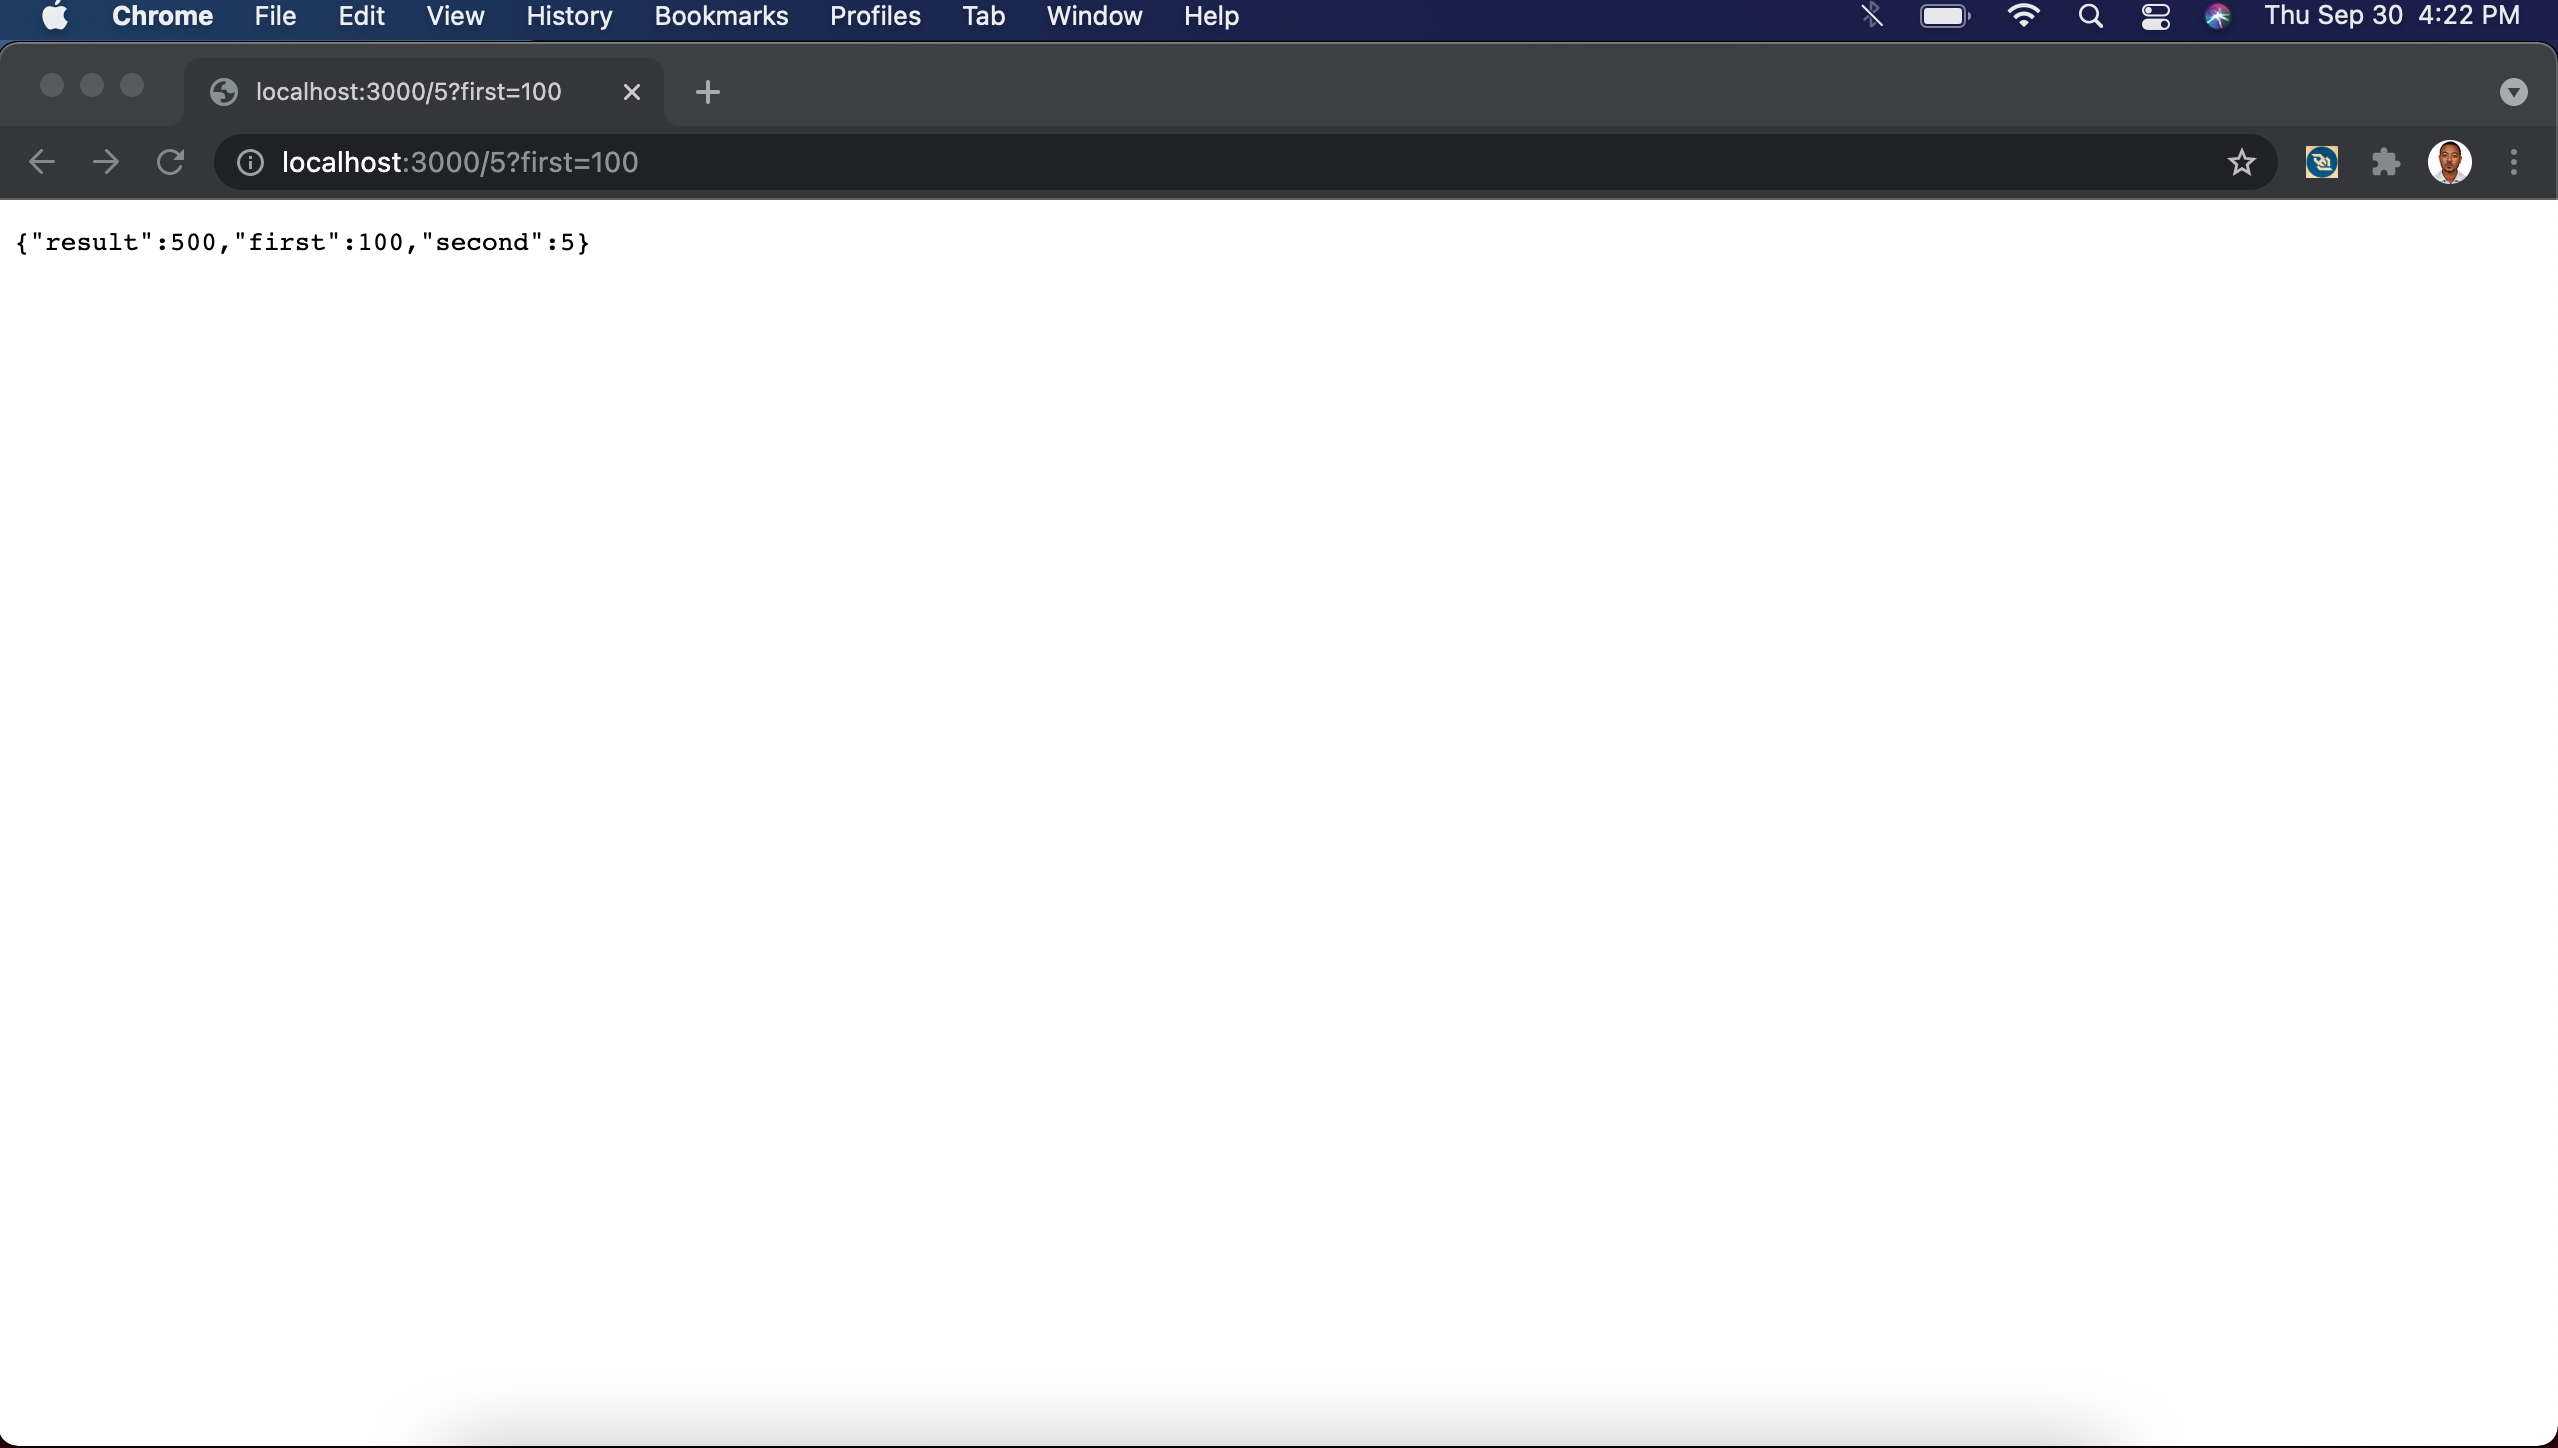 Chrome File Edit View History Bookmarks Profiles Tab Window Help Thu Sep 30 4:22 PM
localhost:3000/5?first=100
localhost:3000/5?first=100
{"result":500,"first":100,"second":5}